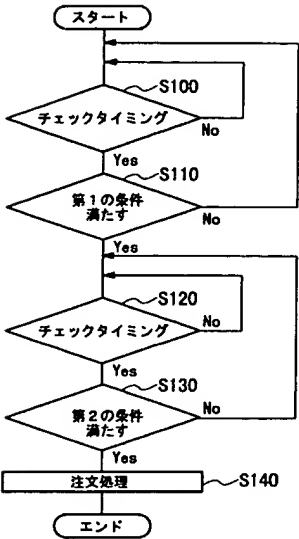 スタート
S100
チェックタイミング
No
Yes
S110
第1の条件
満たす
No
Yes
S120
チェックタイミング
No
Yes
S130
第2の条件
満たす
No
Yes
注文処理
S140
エンド